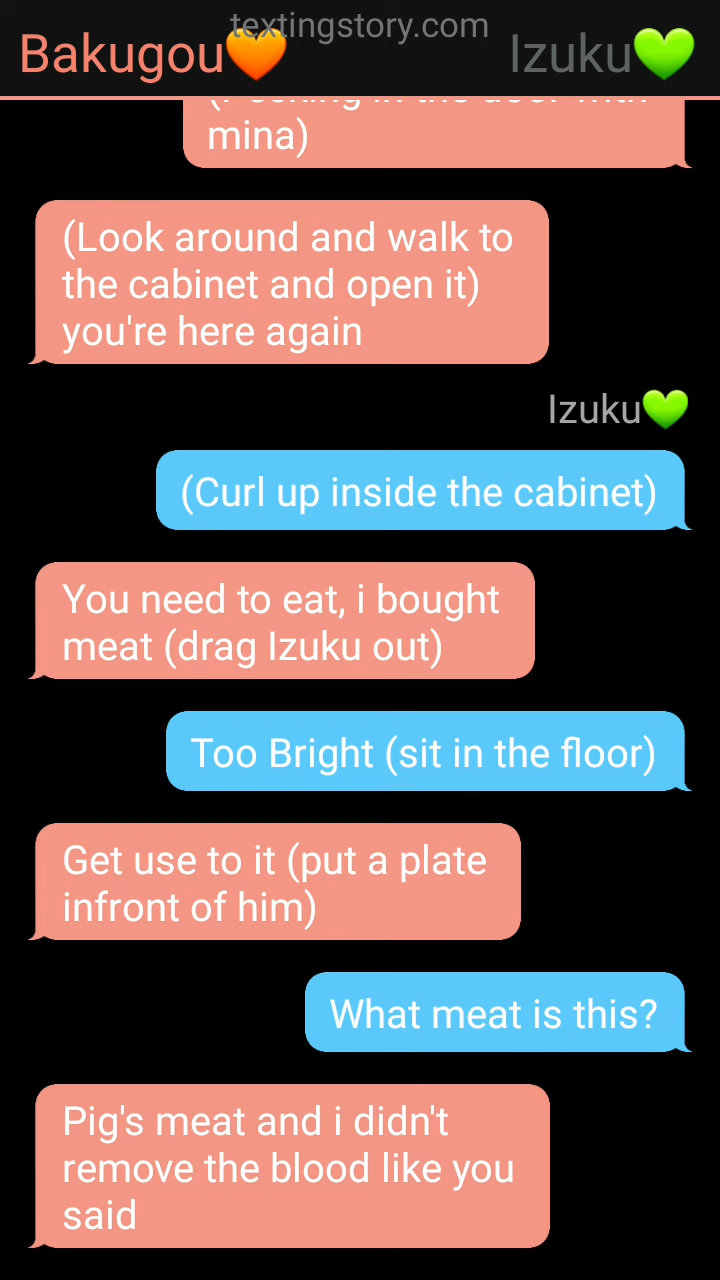 textingstory.com
Bakugou🧡
Izuku💚
mina)
(Look around and walk to
the cabinet and open it)
you're here again
Izuku💚
(Curl up inside the cabinet)
You need to eat, i bought
meat (drag Izuku out)
Too Bright (sit in the floor)
Get use to it (put a plate
infront of him)
What meat is this?
Pig's meat and i didn't
remove the blood like you
said